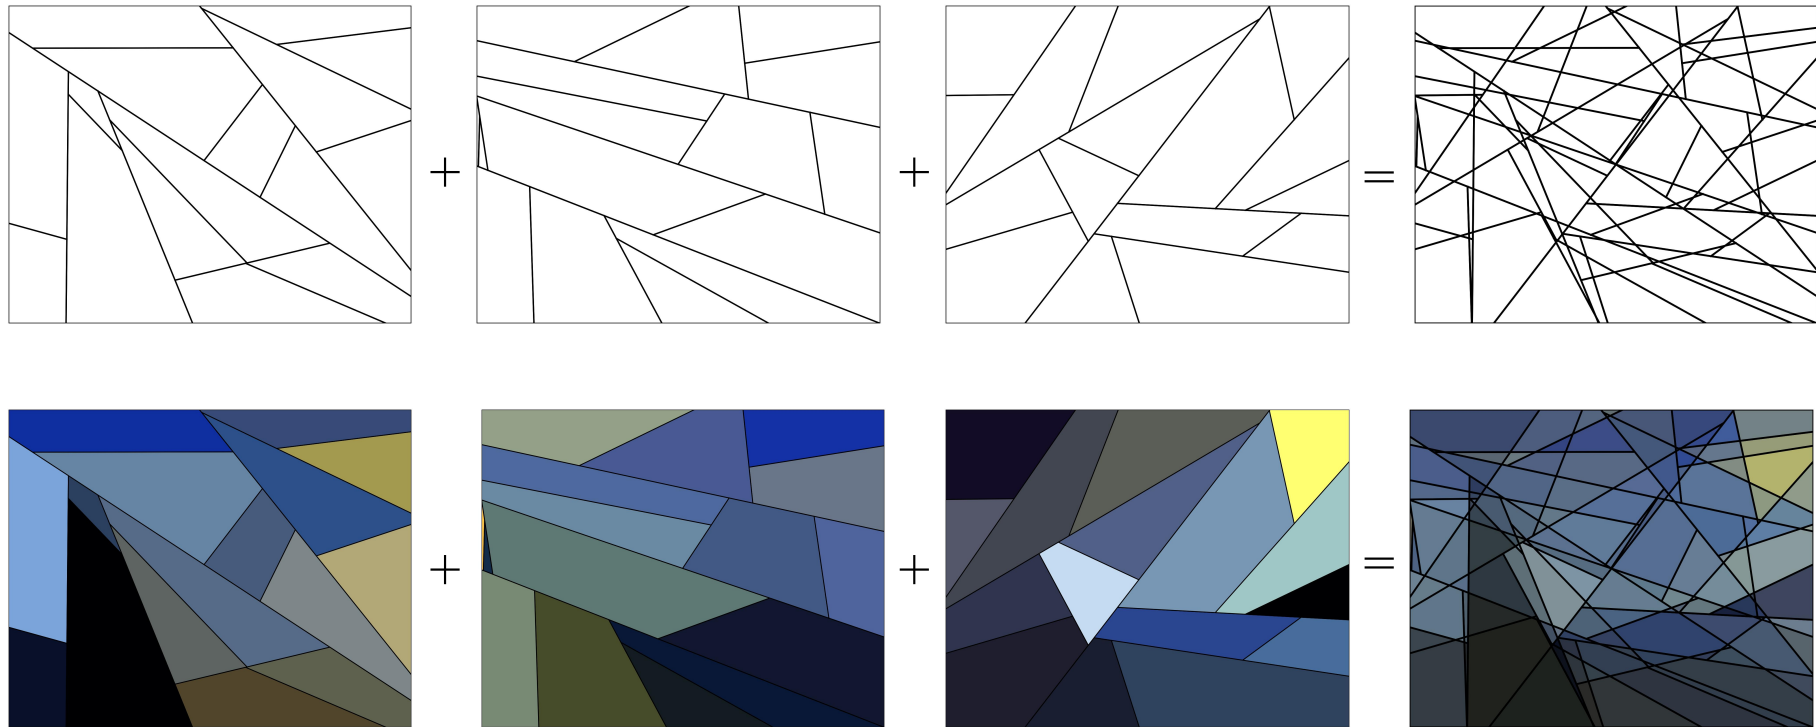 + + =
+ + =